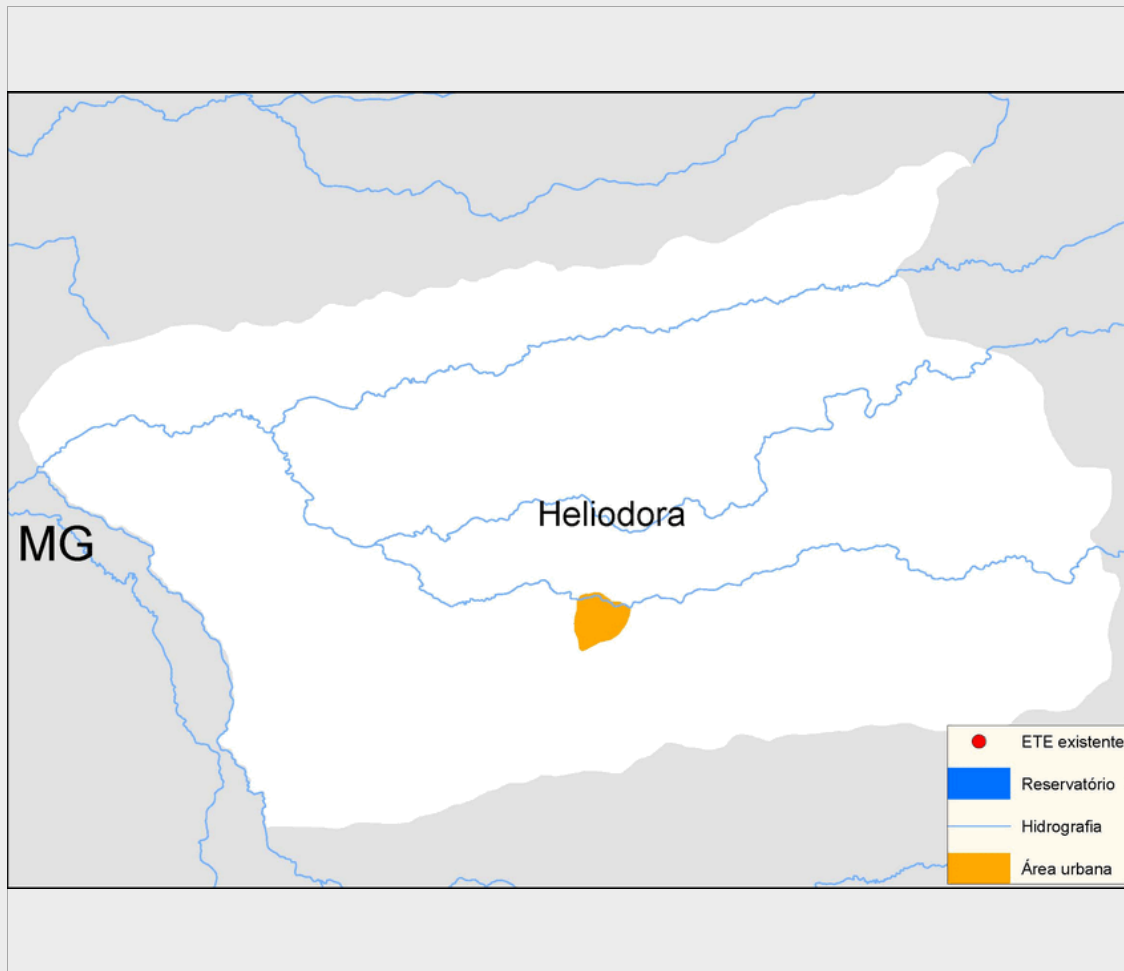 Heliodora
MG
ETE existente
Reservatório
Hidrografia
Área urbana